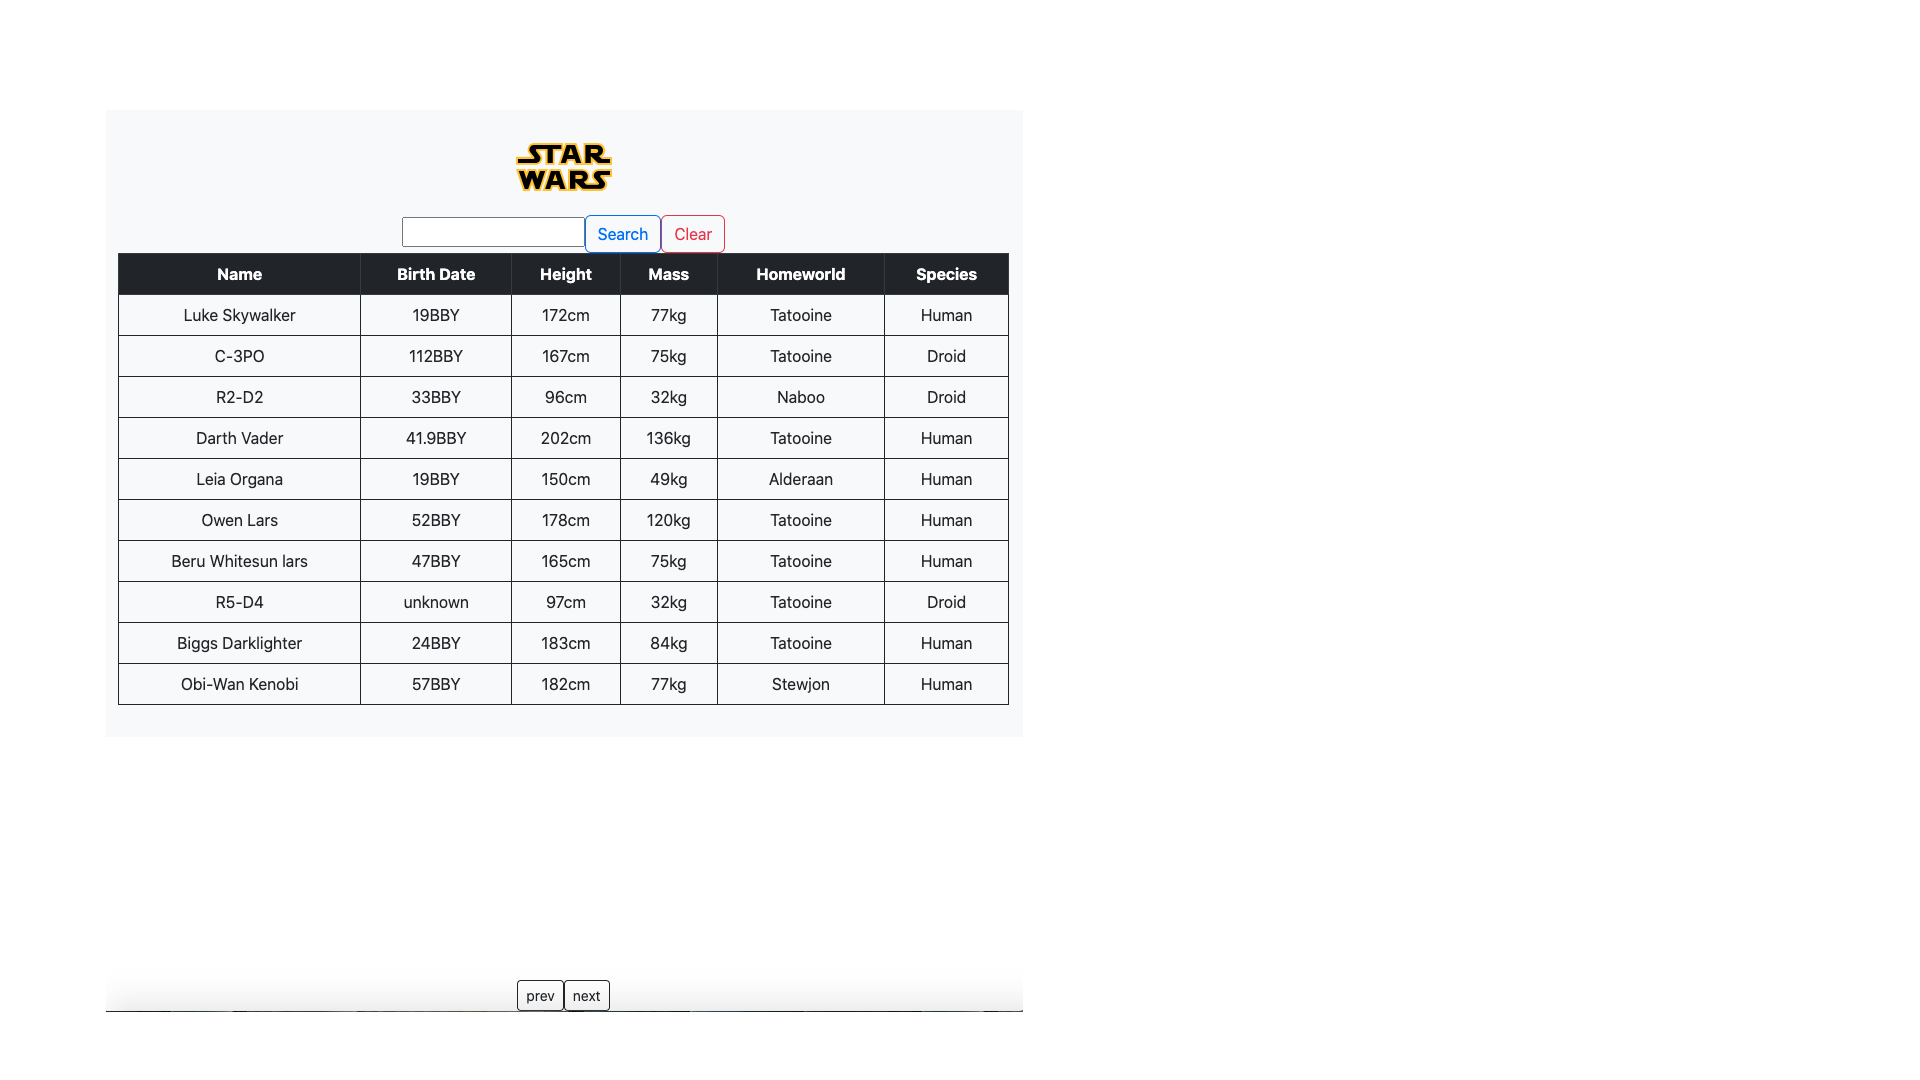 STAR
WARS
Search Clear
Name Birth Date Height Mass Homeworld Species
Luke Skywalker 19BBY 172cm 77kg Tatooine Human
C-3PO 112BBY 167cm 75kg Tatooine Droid
R2-D2 33BBY 96cm 32kg Naboo Droid
Darth Vader 41.9BBY 202cm 136kg Tatooine Human
Leia Organa 19BBY 150cm 49kg Alderaan Human
Owen Lars 52BBY 178cm 120kg Tatooine Human
Beru Whitesun lars 47BBY 165cm 75kg Tatooine Human
R5-D4 unknown 97cm 32kg Tatooine Droid
Biggs Darklighter 24BBY 183cm 84kg Tatooine Human
Obi-Wan Kenobi 57BBY 182cm 77kg Stewjon Human
prev next